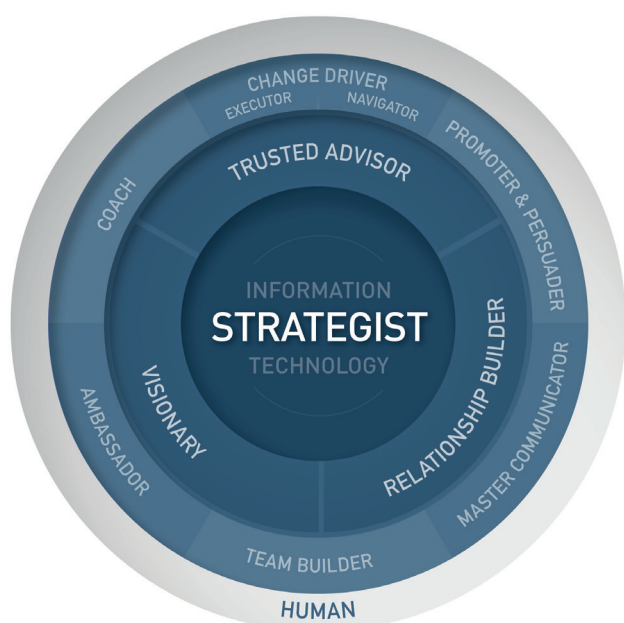 CHANGE DRIVER
EXECUTOR
NAVIGATOR
PROMOTER & PERSUADER
COACH
TRUSTED ADVISOR
INFORMATION
STRATEGIST
TECHNOLOGY
VISIONARY
RELATIONSHIP BUILDER
AMBASSADOR
MASTER COMMUNICATOR
TEAM BUILDER
HUMAN